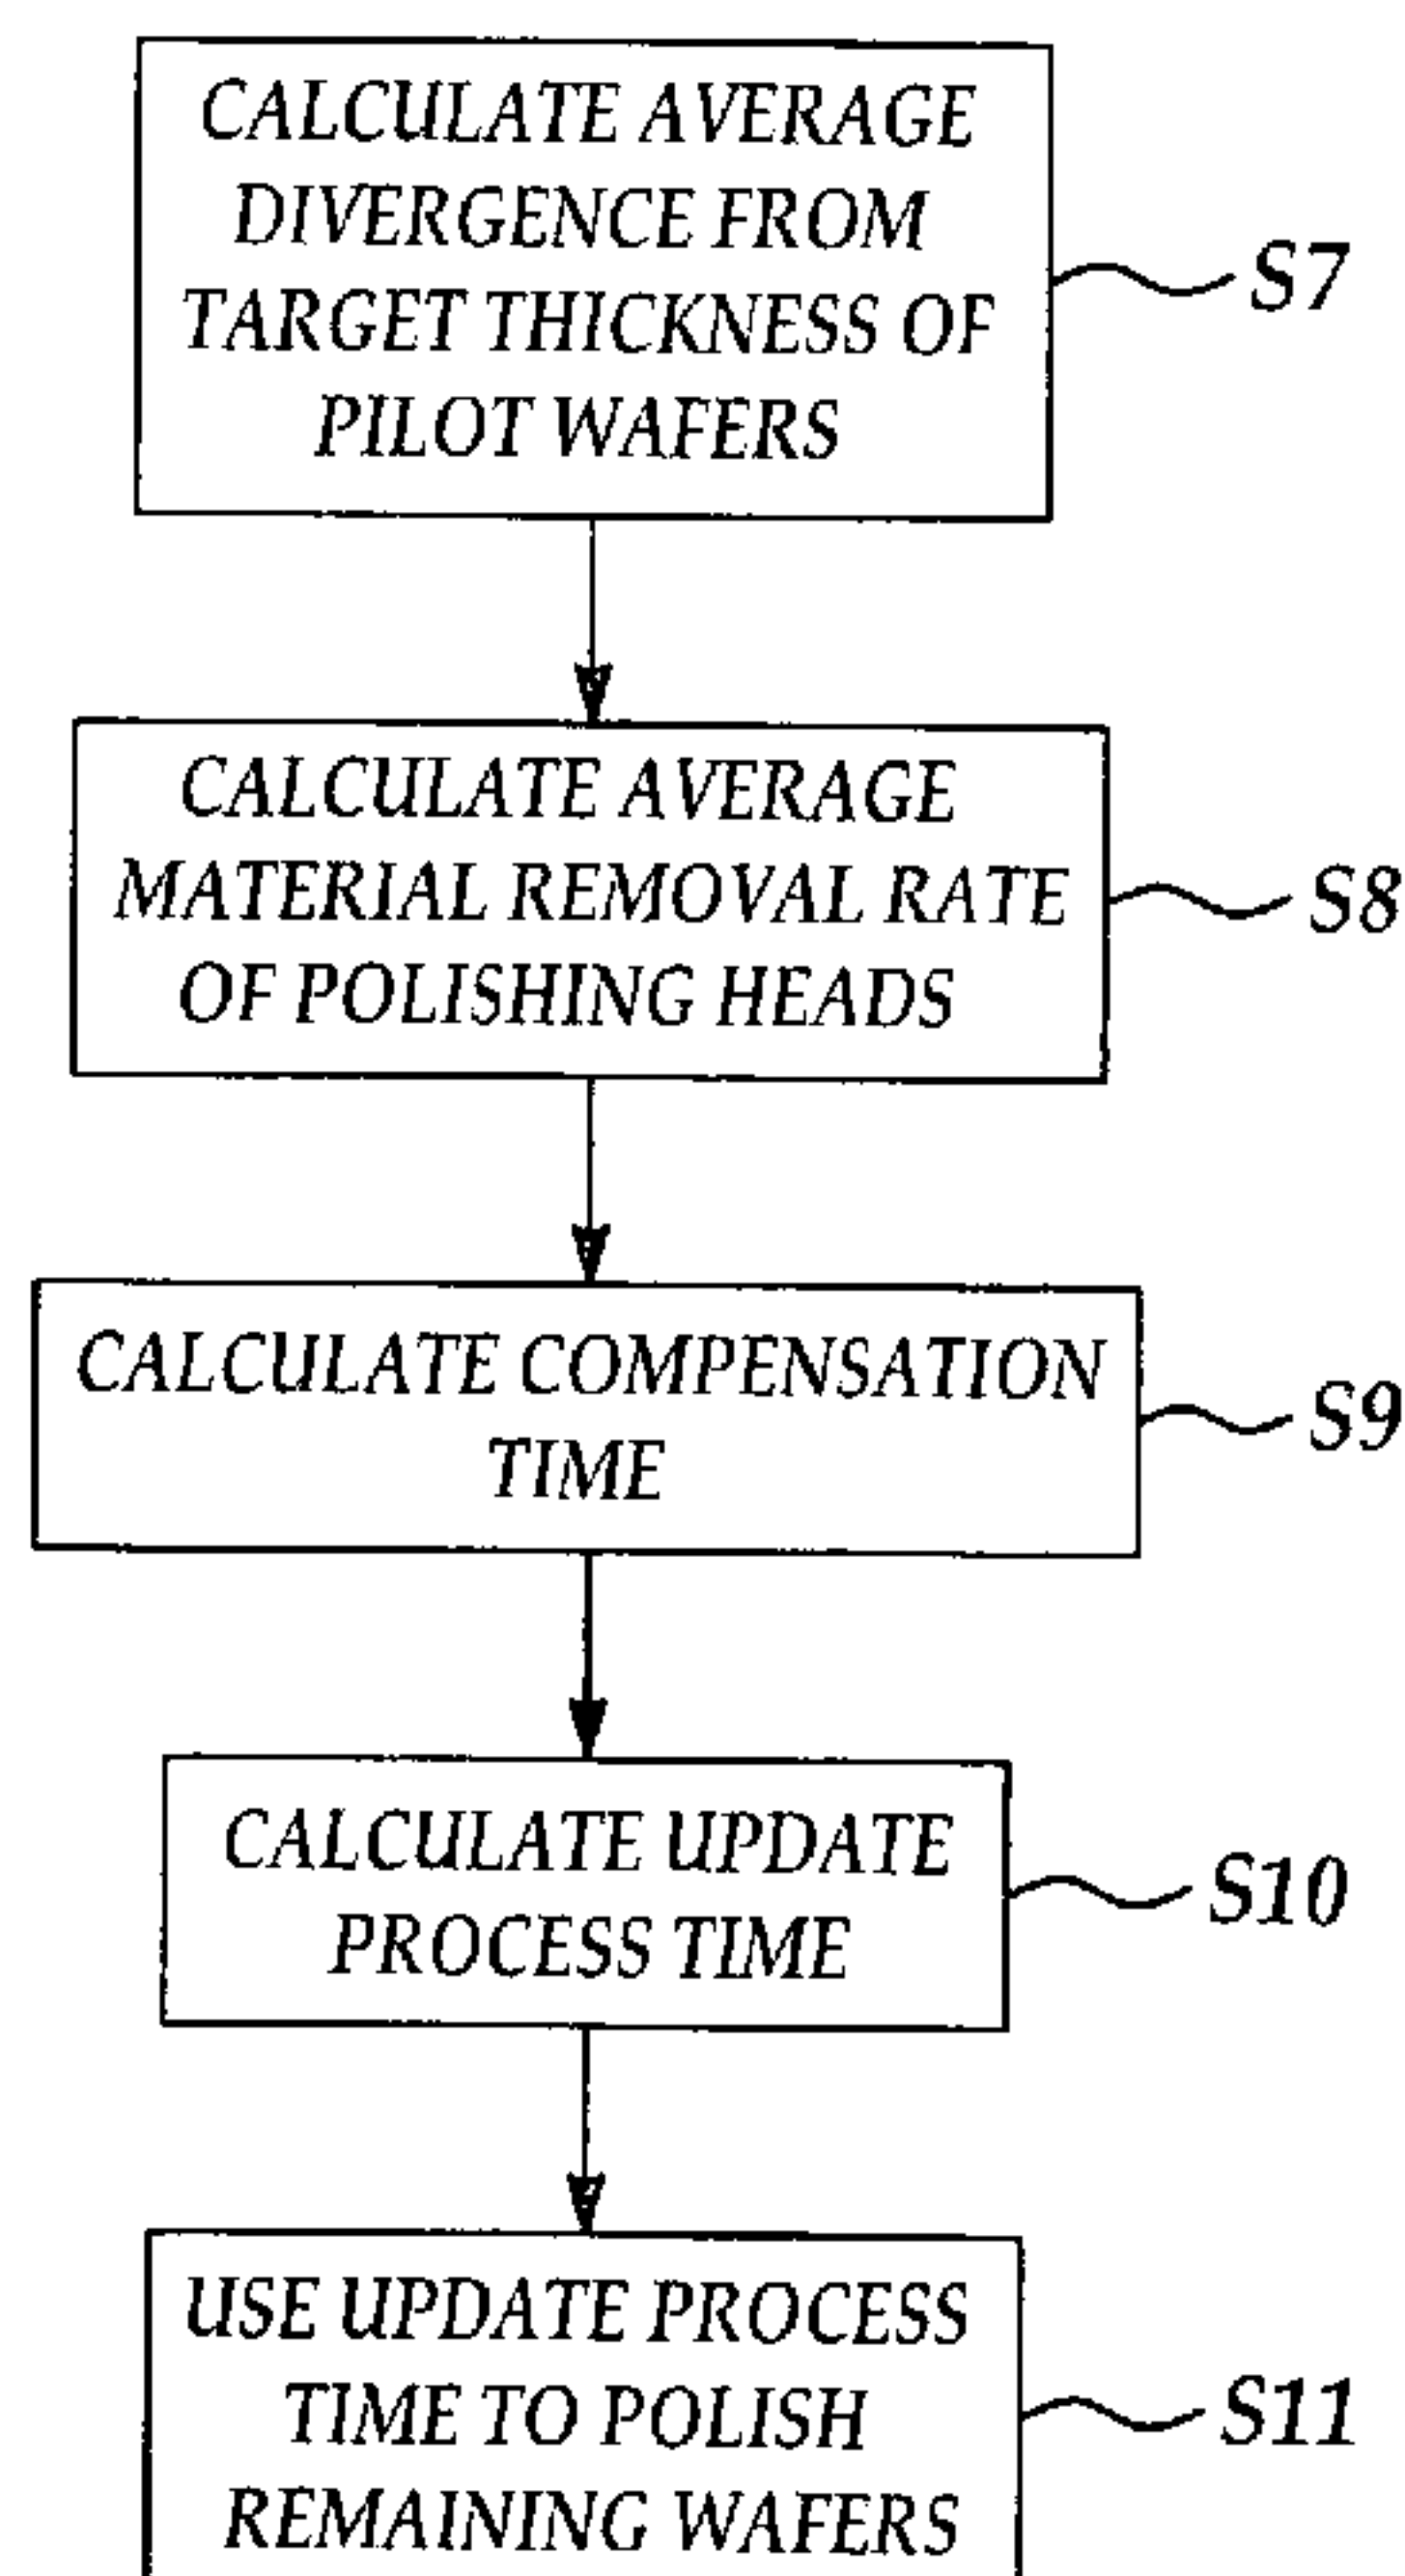 CALCULATE AVERAGE
DIVERGENCE FROM
TARGET THICKNESS OF
PILOT WAFERS
S7
CALCULATE AVERAGE
MATERIAL REMOVAL RATE
OF POLISHING HEADS
S8
CALCULATE COMPENSATION
TIME
S9
CALCULATE UPDATE
PROCESS TIME
S10
USE UPDATE PROCESS
TIME TO POLISH
REMAINING WAFERS
S11